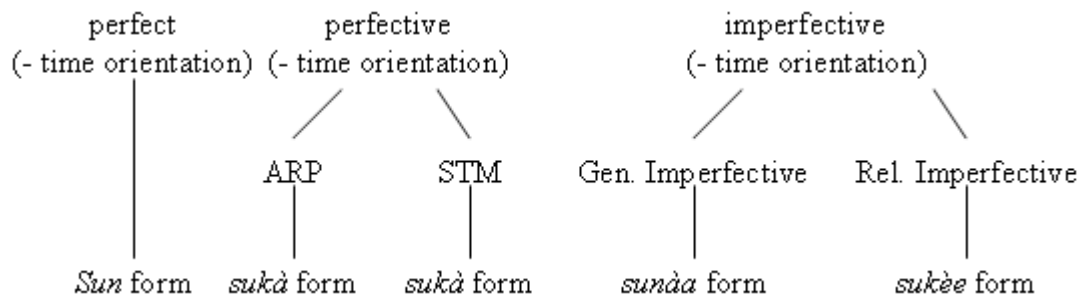 perfect perfective imperfective
(- time orientation) (- time orientation) (- time orientation)
ARP STM Gen. Imperfective Rel. Imperfective
Sun form sukà form sukà form sunàa form sukèe form